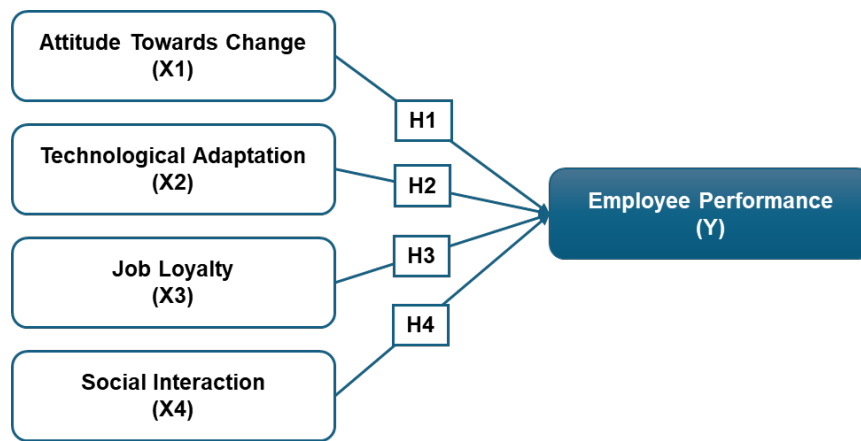 Attitude Towards Change
(X1)
H1
Technological Adaptation
(X2)
H2
Employee Performance
(Y)
Job Loyalty
(X3)
H3
H4
Social Interaction
(X4)